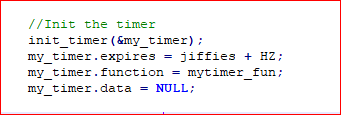 //Init the timer
init_timer(&my_timer);
my_timer.expires = jiffies + HZ;
my_timer.function = mytimer_fun;
my_timer.data = NULL;